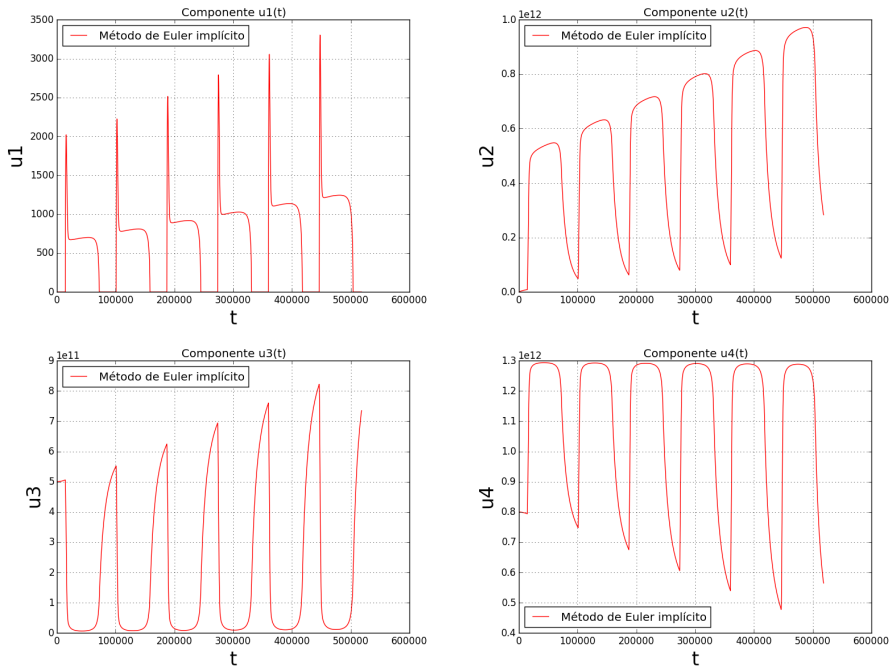 Componente u1(t)
Método de Euler implícito
3500
3000
2500
2000
1500
1000
500
0
u1
0 100000 200000 300000 400000 500000 600000
t
Componente u2(t)
1e12
Método de Euler implícito
1.0
0.8
0.6
0.4
0.2
0.0
u2
0 100000 200000 300000 400000 500000 600000
t
Componente u3(t)
1e11
Método de Euler implícito
9
8
7
6
5
4
3
2
1
0
u3
0 100000 200000 300000 400000 500000 600000
t
Componente u4(t)
1e12
1.3
1.2
1.1
1.0
0.9
0.8
0.7
0.6
0.5
0.4
u4
Método de Euler implícito
0 100000 200000 300000 400000 500000 600000
t